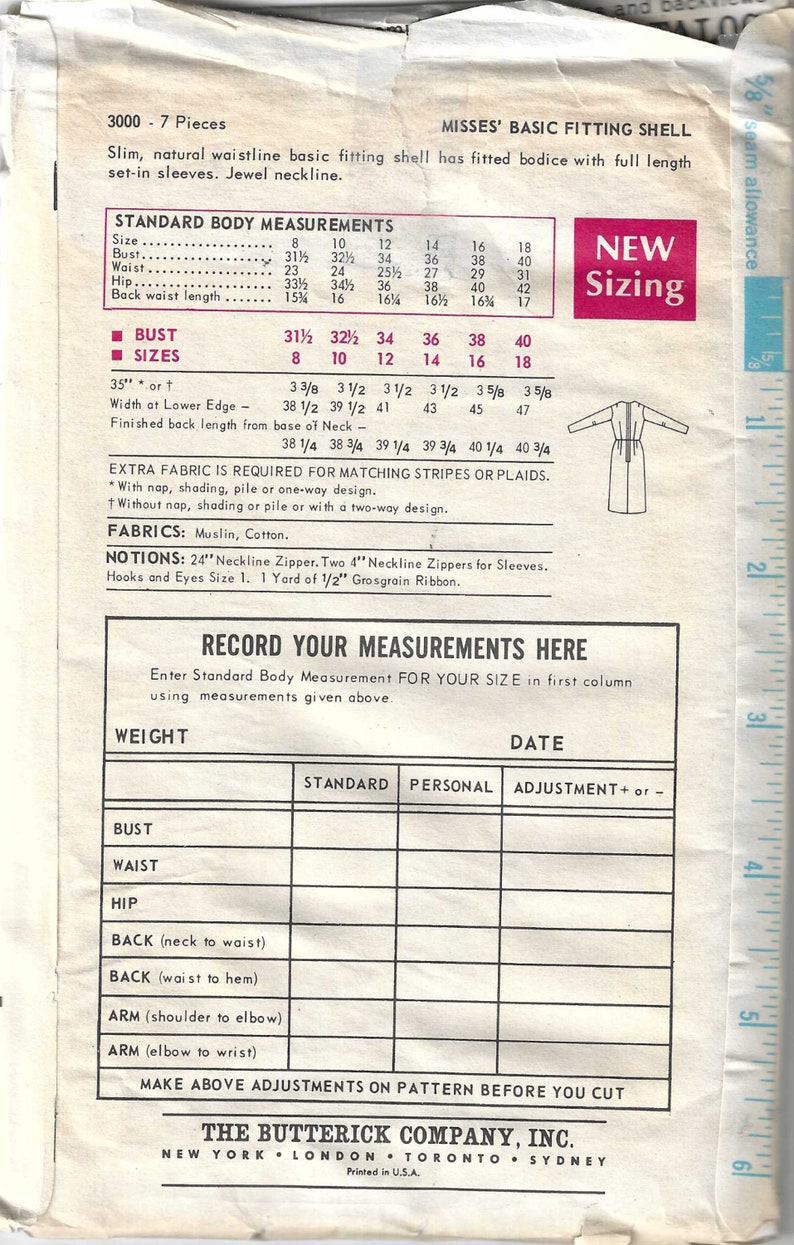 and backviews
3000 - 7 Pieces MISSES' BASIC FITTING SHELL
Slim, natural waistline basic fitting shell has fitted bodice with full length
set-in sleeves. Jewel neckline.
STANDARD BODY MEASUREMENTS
Size ................... 8 10 12 14 16 18
Bust................... 31½ 32½ 34 36 38 40
Waist.................. 23 24 25½ 27 29 31
Hip.................... 33½ 34½ 36 38 40 42
Back waist length ....... 15¾ 16 16¼ 16½ 16¾ 17
NEW
Sizing
■ BUST 31½ 32½ 34 36 38 40
■ SIZES 8 10 12 14 16 18
35" * or † 3 3/8 3 1/2 3 1/2 3 1/2 3 5/8 3 5/8
Width at Lower Edge – 38 1/2 39 1/2 41 43 45 47
Finished back length from base of Neck –
38 1/4 38 3/4 39 1/4 39 3/4 40 1/4 40 3/4
EXTRA FABRIC IS REQUIRED FOR MATCHING STRIPES OR PLAIDS.
* With nap, shading, pile or one-way design.
† Without nap, shading or pile or with a two-way design.
FABRICS: Muslin, Cotton.
NOTIONS: 24" Neckline Zipper. Two 4" Neckline Zippers for Sleeves.
Hooks and Eyes Size 1. 1 Yard of 1/2" Grosgrain Ribbon.
RECORD YOUR MEASUREMENTS HERE
Enter Standard Body Measurement FOR YOUR SIZE in first column
using measurements given above.
WEIGHT DATE
STANDARD PERSONAL ADJUSTMENT + or -
BUST
WAIST
HIP
BACK (neck to waist)
BACK (waist to hem)
ARM (shoulder to elbow)
ARM (elbow to wrist)
MAKE ABOVE ADJUSTMENTS ON PATTERN BEFORE YOU CUT
THE BUTTERICK COMPANY, INC.
NEW YORK • LONDON • TORONTO • SYDNEY
Printed in U.S.A.
5/8" seam allowance
5/8
1
2
3
4
5
6